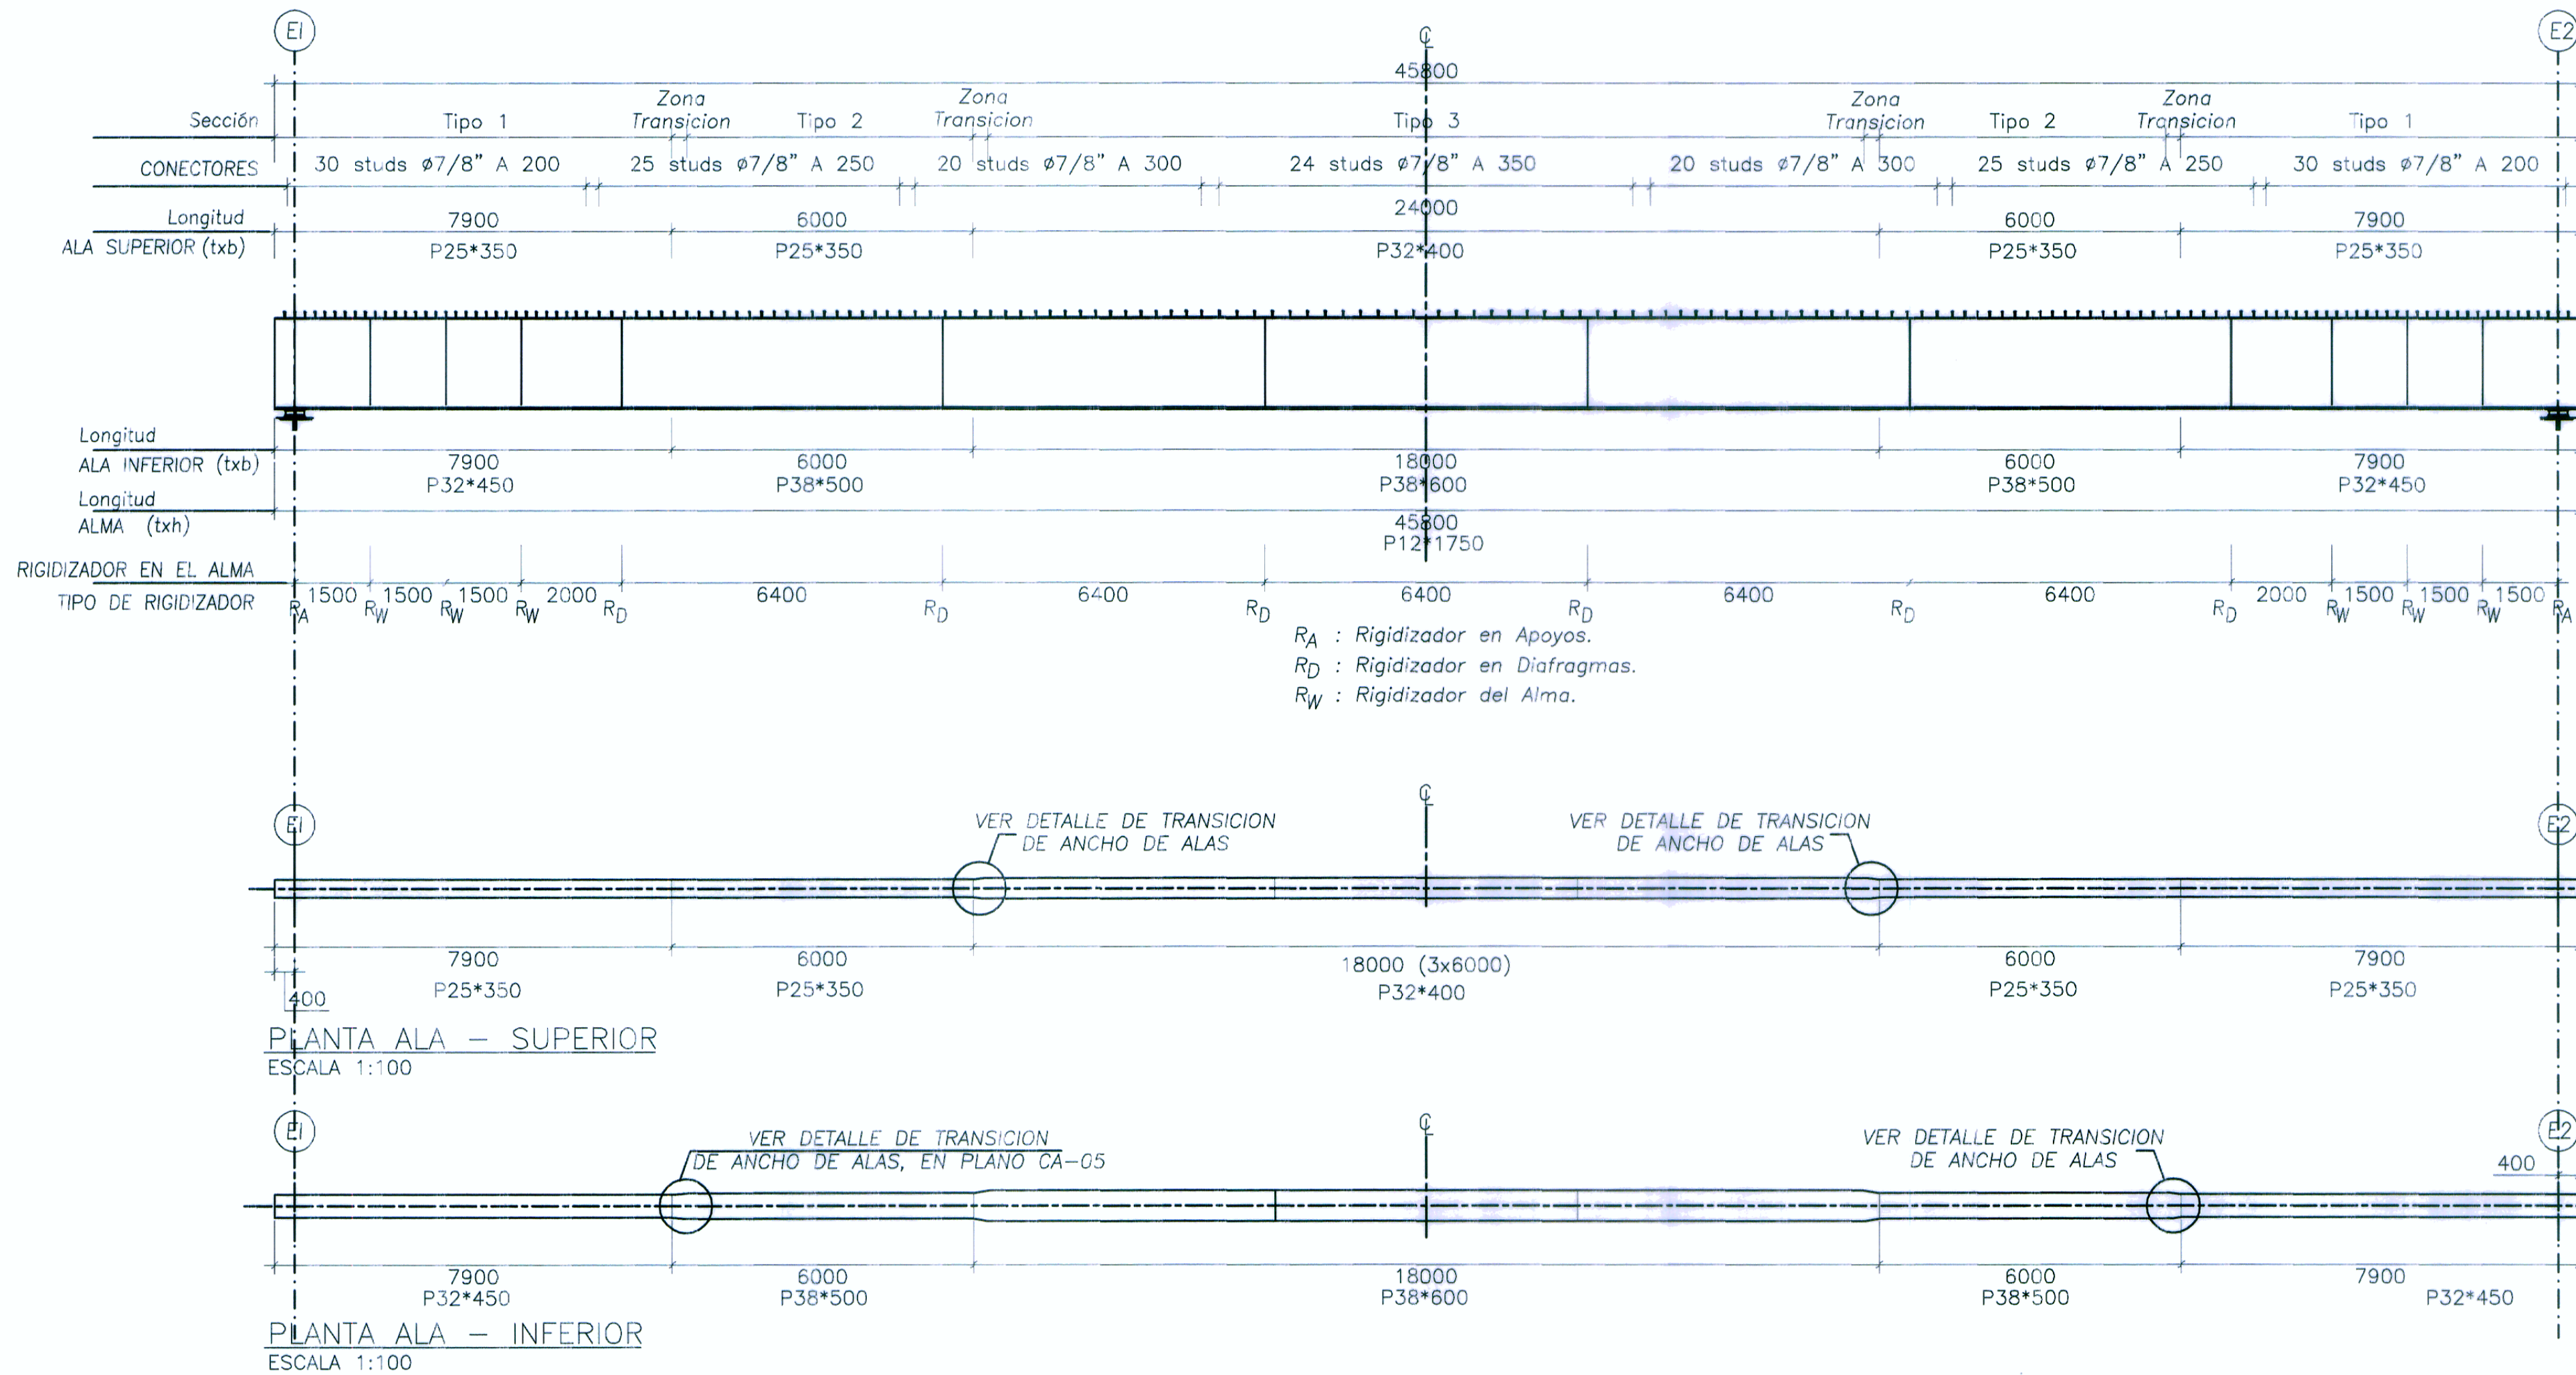 E1
E2
℄
45800
Sección
Tipo 1
Zona
Transicion
Tipo 2
Zona
Transicion
Tipo 3
Zona
Transicion
Tipo 2
Zona
Transicion
Tipo 1
CONECTORES
30 studs ø7/8" A 200
25 studs ø7/8" A 250
20 studs ø7/8" A 300
24 studs ø7/8" A 350
20 studs ø7/8" A 300
25 studs ø7/8" A 250
30 studs ø7/8" A 200
Longitud
7900
6000
24000
6000
7900
ALA SUPERIOR (txb)
P25*350
P25*350
P32*400
P25*350
P25*350
Longitud
ALA INFERIOR (txb)
7900
6000
18000
6000
7900
P32*450
P38*500
P38*600
P38*500
P32*450
Longitud
ALMA (txh)
45800
P12*1750
RIGIDIZADOR EN EL ALMA
TIPO DE RIGIDIZADOR
RA 1500 RW 1500 RW 1500 RW 2000 RD 6400 RD 6400 RD 6400 RD 6400 RD 6400 RD 2000 RW 1500 RW 1500 RW 1500 RA
RA : Rigidizador en Apoyos.
RD : Rigidizador en Diafragmas.
RW : Rigidizador del Alma.
E1
℄
E2
VER DETALLE DE TRANSICION
DE ANCHO DE ALAS
VER DETALLE DE TRANSICION
DE ANCHO DE ALAS
7900
6000
18000 (3x6000)
6000
7900
400
P25*350
P25*350
P32*400
P25*350
P25*350
PLANTA ALA – SUPERIOR
ESCALA 1:100
E1
℄
E2
VER DETALLE DE TRANSICION
DE ANCHO DE ALAS, EN PLANO CA-05
VER DETALLE DE TRANSICION
DE ANCHO DE ALAS
400
7900
6000
18000
6000
7900
P32*450
P38*500
P38*600
P38*500
P32*450
PLANTA ALA – INFERIOR
ESCALA 1:100